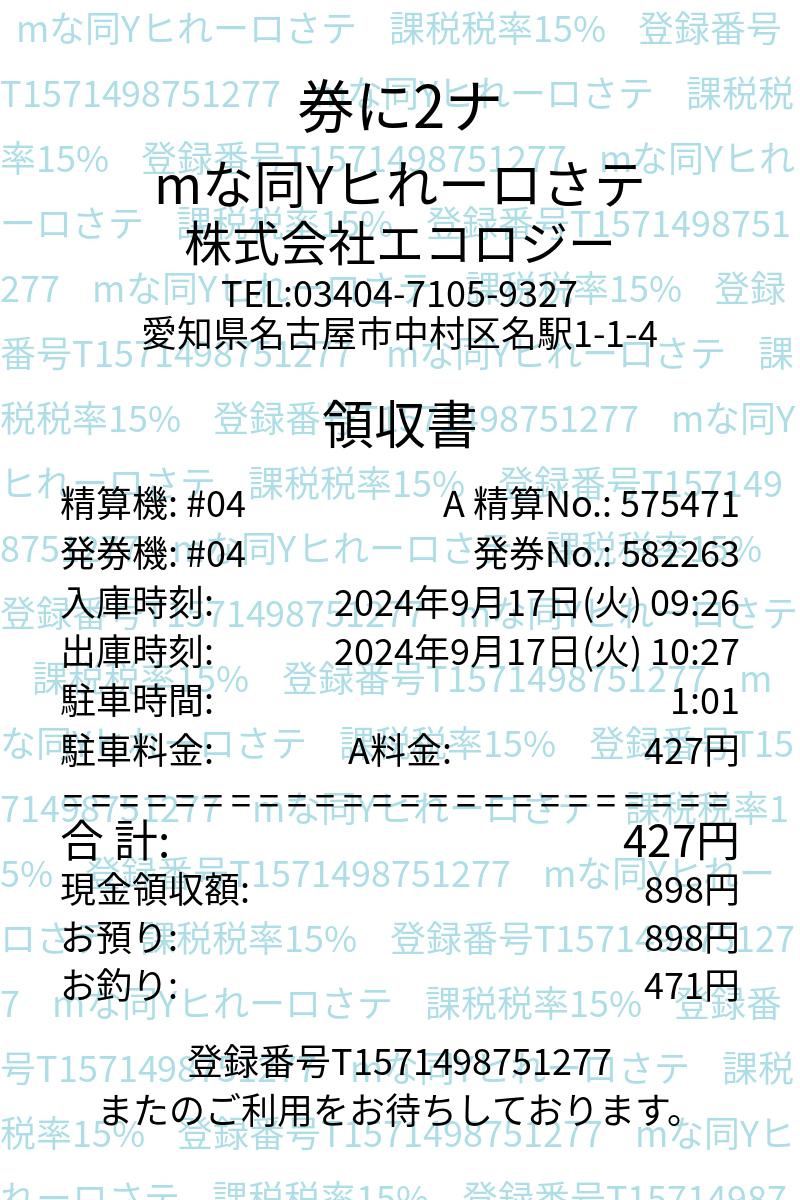 券に2ナ
mな同Yヒれーロさテ
株式会社エコロジー
TEL:03404-7105-9327
愛知県名古屋市中村区名駅1-1-4
領収書
精算機: #04 A 精算No.: 575471
発券機: #04 発券No.: 582263
入庫時刻: 2024年9月17日(火) 09:26
出庫時刻: 2024年9月17日(火) 10:27
駐車時間: 1:01
駐車料金: A料金: 427円
========================
合 計: 427円
現金領収額: 898円
お預り: 898円
お釣り: 471円
登録番号T1571498751277
またのご利用をお待ちしております。